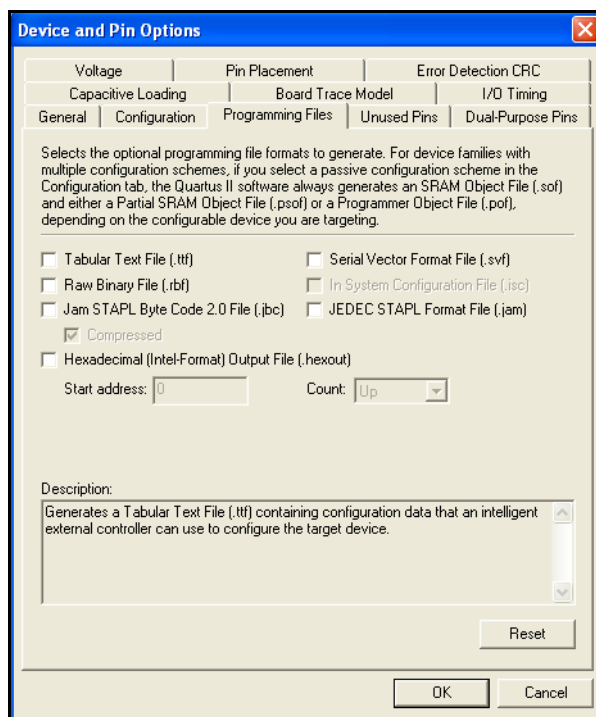 Device and Pin Options
Voltage Pin Placement Error Detection CRC
Capacitive Loading Board Trace Model I/O Timing
General Configuration Programming Files Unused Pins Dual-Purpose Pins
Selects the optional programming file formats to generate. For device families with
multiple configuration schemes, if you select a passive configuration scheme in the
Configuration tab, the Quartus II software always generates an SRAM Object File (.sof)
and either a Partial SRAM Object File (.psof) or a Programmer Object File (.pof),
depending on the configurable device you are targeting.
Tabular Text File (.ttf) Serial Vector Format File (.svf)
Raw Binary File (.rbf) In System Configuration File (.isc)
Jam STAPL Byte Code 2.0 File (.jbc) JEDEC STAPL Format File (.jam)
Compressed
Hexadecimal (Intel-Format) Output File (.hexout)
Start address: 0 Count: Up
Description:
Generates a Tabular Text File (.ttf) containing configuration data that an intelligent
external controller can use to configure the target device.
Reset
OK Cancel